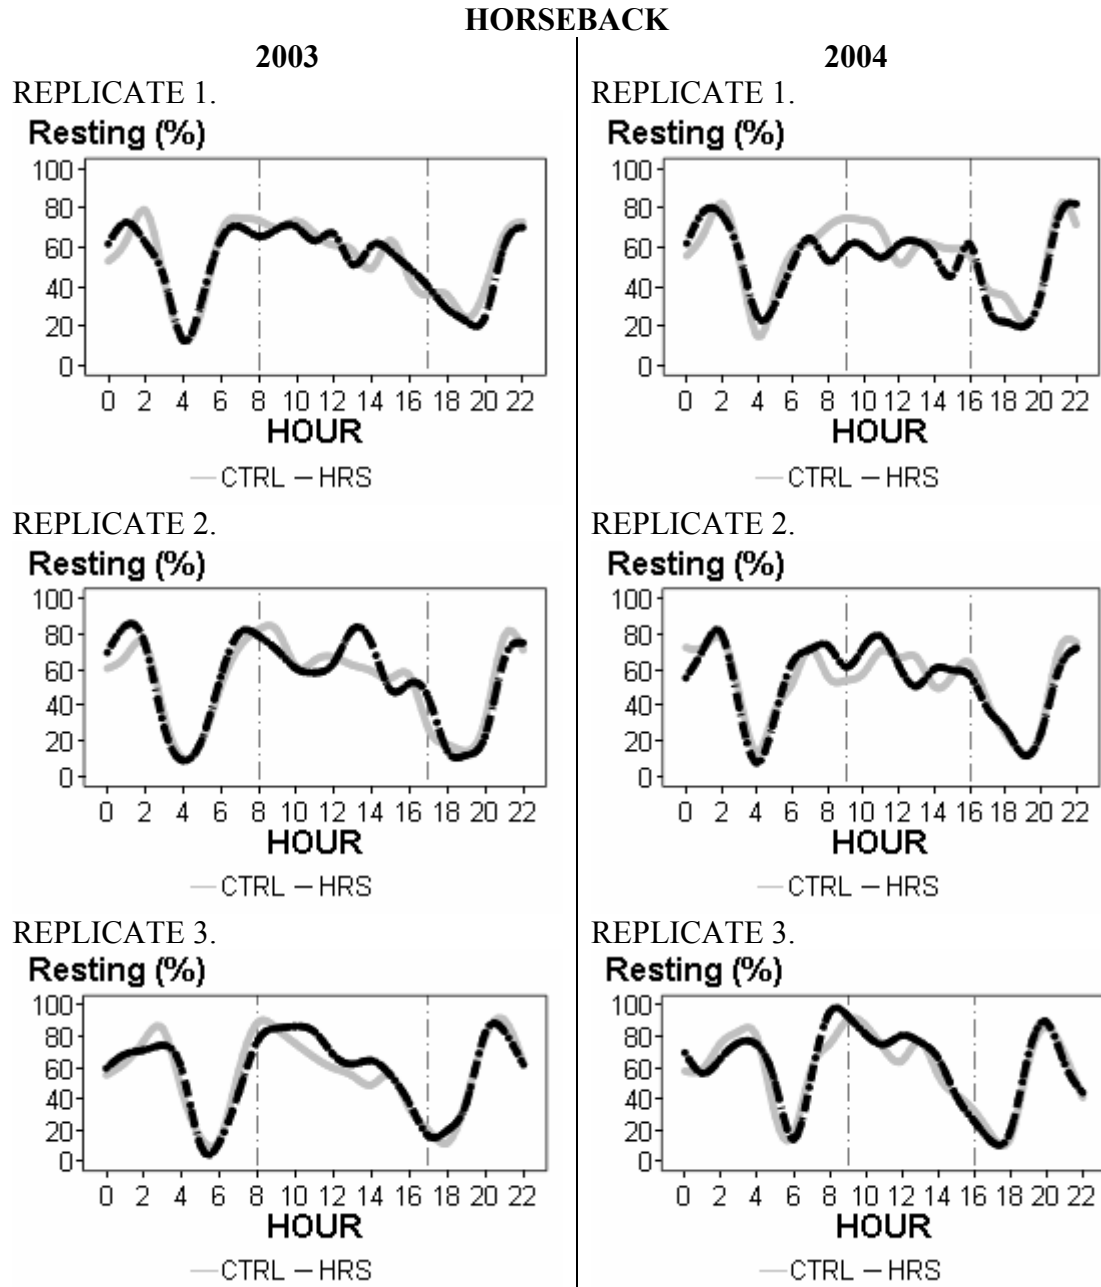 HORSEBACK
2003
REPLICATE 1.
Resting (%)
100
80
60
40
20
0
0 2 4 6 8 10 12 14 16 18 20 22
HOUR
CTRL HRS
REPLICATE 2.
Resting (%)
100
80
60
40
20
0
0 2 4 6 8 10 12 14 16 18 20 22
HOUR
CTRL HRS
REPLICATE 3.
Resting (%)
100
80
60
40
20
0
0 2 4 6 8 10 12 14 16 18 20 22
HOUR
CTRL HRS
2004
REPLICATE 1.
Resting (%)
100
80
60
40
20
0
0 2 4 6 8 10 12 14 16 18 20 22
HOUR
CTRL HRS
REPLICATE 2.
Resting (%)
100
80
60
40
20
0
0 2 4 6 8 10 12 14 16 18 20 22
HOUR
CTRL HRS
REPLICATE 3.
Resting (%)
100
80
60
40
20
0
0 2 4 6 8 10 12 14 16 18 20 22
HOUR
CTRL HRS